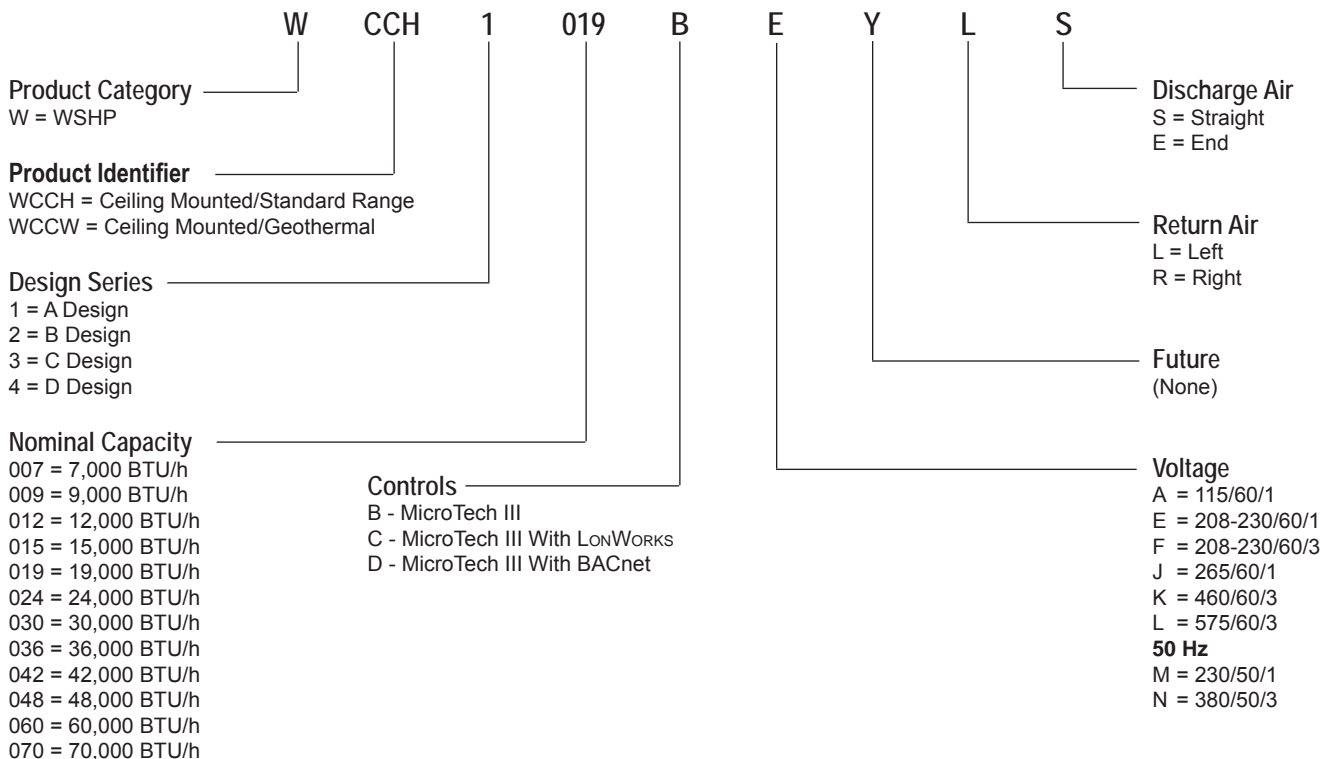 W CCH 1 019 B E Y L S
Product Category
W = WSHP
Product Identifier
WCCH = Ceiling Mounted/Standard Range
WCCW = Ceiling Mounted/Geothermal
Design Series
1 = A Design
2 = B Design
3 = C Design
4 = D Design
Nominal Capacity
007 = 7,000 BTU/h
009 = 9,000 BTU/h
012 = 12,000 BTU/h
015 = 15,000 BTU/h
019 = 19,000 BTU/h
024 = 24,000 BTU/h
030 = 30,000 BTU/h
036 = 36,000 BTU/h
042 = 42,000 BTU/h
048 = 48,000 BTU/h
060 = 60,000 BTU/h
070 = 70,000 BTU/h
Controls
B - MicroTech III
C - MicroTech III With LONWORKS
D - MicroTech III With BACnet
Discharge Air
S = Straight
E = End
Return Air
L = Left
R = Right
Future
(None)
Voltage
A = 115/60/1
E = 208-230/60/1
F = 208-230/60/3
J = 265/60/1
K = 460/60/3
L = 575/60/3
50 Hz
M = 230/50/1
N = 380/50/3